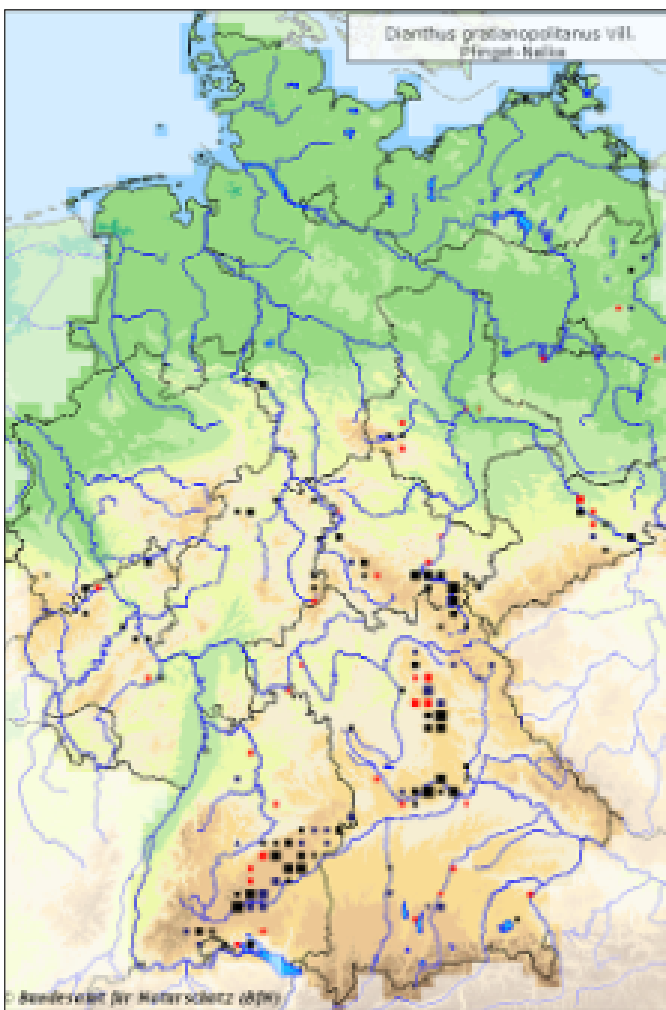 Dianthus gratianopolitanus Vill.
Pfingst-Nelke
© Bundesamt für Naturschutz (BfN)